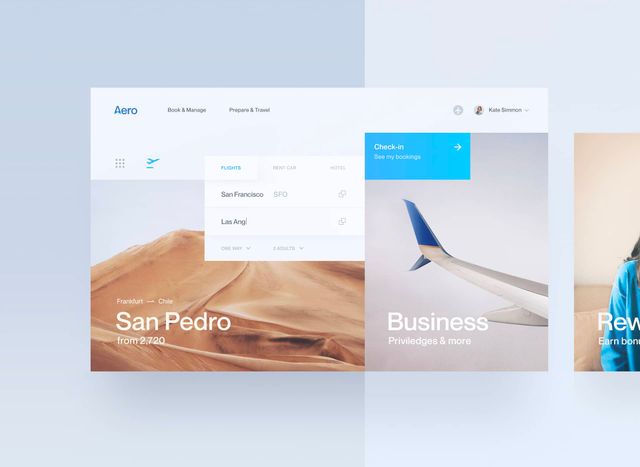 Aero
Book & Manage
Prepare & Travel
Kate Simmon
Check-in
See my bookings
FLIGHTS
RENT CAR
HOTEL
San Francisco SFO
Las Ang
ONE WAY
2 ADULTS
Frankfurt — Chile
San Pedro
from 2,720
Business
Priviledges & more
Rew
Earn bonu